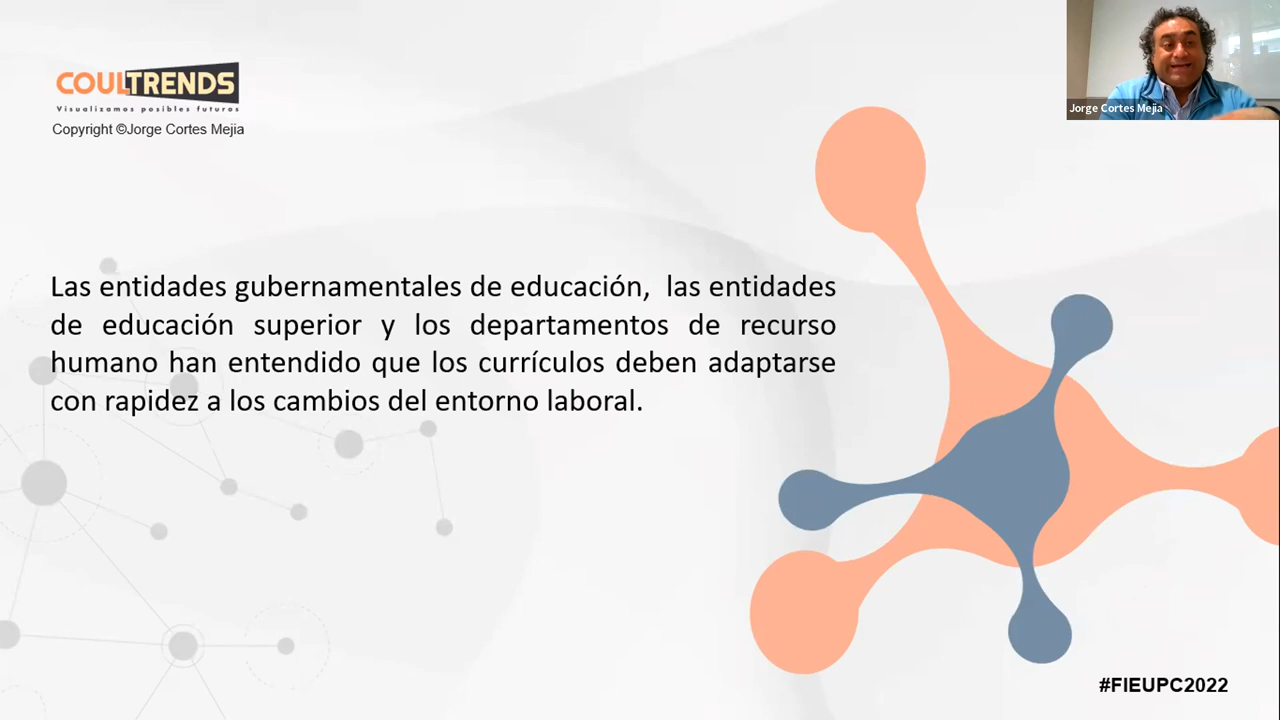 COULTRENDS
Visualizamos posibles futuros
Copyright ©Jorge Cortes Mejia
Jorge Cortes Mejia
Las entidades gubernamentales de educación, las entidades
de educación superior y los departamentos de recurso
humano han entendido que los currículos deben adaptarse
con rapidez a los cambios del entorno laboral.
#FIEUPC2022